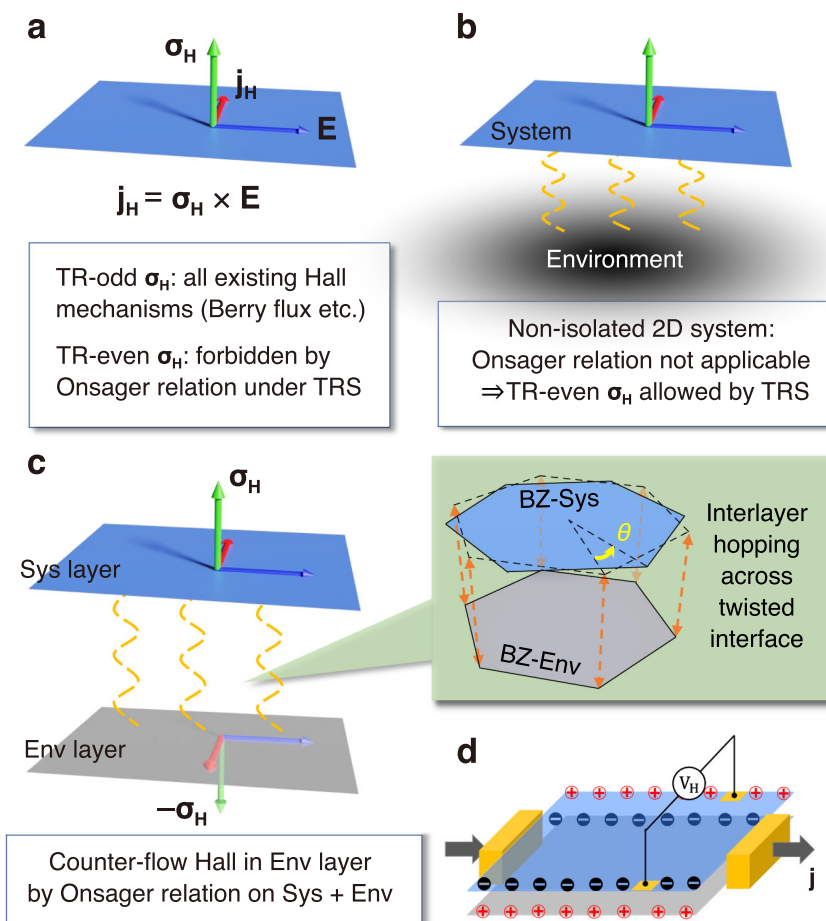 a
σH
jH
E
jH = σH × E
TR-odd σH: all existing Hall
mechanisms (Berry flux etc.)
TR-even σH: forbidden by
Onsager relation under TRS
b
System
Environment
Non-isolated 2D system:
Onsager relation not applicable
⇒TR-even σH allowed by TRS
c
σH
Sys layer
Env layer
−σH
Counter-flow Hall in Env layer
by Onsager relation on Sys + Env
BZ-Sys
θ
BZ-Env
Interlayer
hopping
across
twisted
interface
d
VH
j